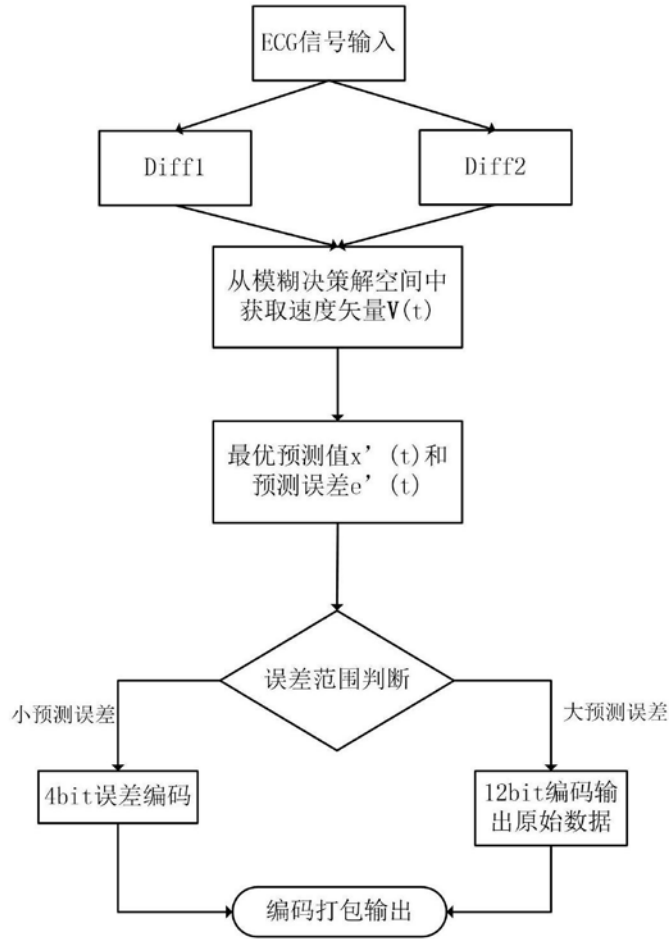 ECG信号输入
Diff1
Diff2
从模糊决策解空间中
获取速度矢量V(t)
最优预测值x’(t)和
预测误差e’(t)
误差范围判断
小预测误差
大预测误差
4bit误差编码
12bit编码输
出原始数据
编码打包输出